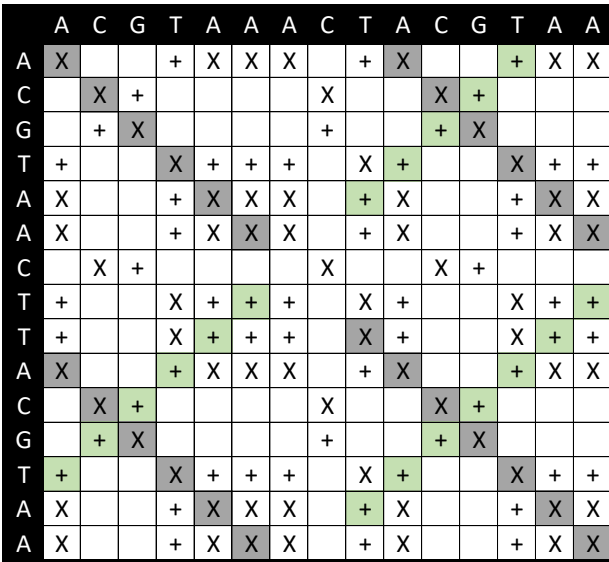 A C G T A A A C T A C G T A A
A X + X X X + X + X X
C X + X X +
G + X + + X
T + X + + + X + X + +
A X + X X X + X + X X
A X + X X X + X + X X
C X + X X +
T + X + + + X + X + +
T + X + + + X + X + +
A X + X X X + X + X X
C X + X X +
G + X + + X
T + X + + + X + X + +
A X + X X X + X + X X
A X + X X X + X + X X